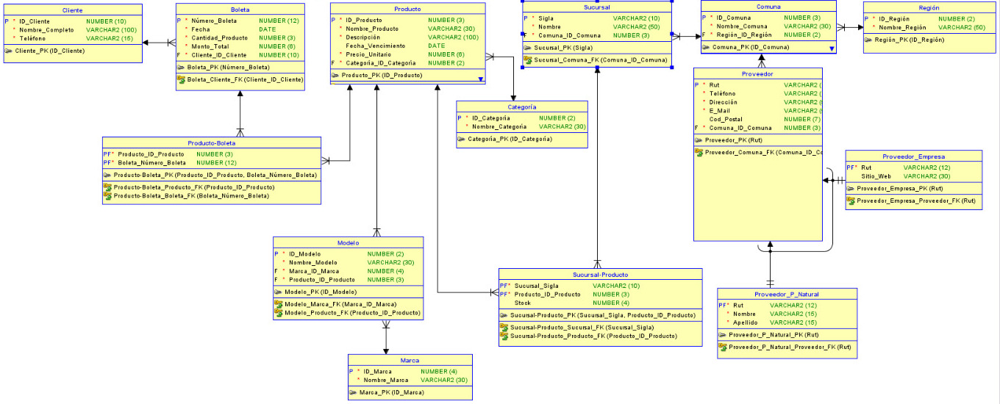 Cliente
P * ID_Cliente NUMBER (10)
* Nombre_Completo VARCHAR2 (100)
* Teléfono VARCHAR2 (15)
Cliente_PK (ID_Cliente)
Boleta
P * Número_Boleta NUMBER (12)
* Fecha DATE
* Cantidad_Producto NUMBER (3)
* Monto_Total NUMBER (6)
F * Cliente_ID_Cliente NUMBER (10)
Boleta_PK (Número_Boleta)
Boleta_Cliente_FK (Cliente_ID_Cliente)
Producto
P * ID_Producto NUMBER (3)
* Nombre_Producto VARCHAR2 (30)
* Descripción VARCHAR2 (100)
Fecha_Vencimiento DATE
* Precio_Unitario NUMBER (6)
F * Categoría_ID_Categoría NUMBER (2)
Producto_PK (ID_Producto)
Sucursal
P * Sigla VARCHAR2 (10)
* Nombre VARCHAR2 (50)
F * Comuna_ID_Comuna NUMBER (3)
Sucursal_PK (Sigla)
Sucursal_Comuna_FK (Comuna_ID_Comuna)
Comuna
P * ID_Comuna NUMBER (3)
* Nombre_Comuna VARCHAR2 (30)
F * Región_ID_Región NUMBER (2)
Comuna_PK (ID_Comuna)
Región
P * ID_Región NUMBER (2)
* Nombre_Región VARCHAR2 (50)
Región_PK (ID_Región)
Categoría
P * ID_Categoría NUMBER (2)
* Nombre_Categoría VARCHAR2 (30)
Categoría_PK (ID_Categoría)
Proveedor
P * Rut VARCHAR2 (
* Teléfono VARCHAR2 (
* Dirección VARCHAR2 (
* E_Mail VARCHAR2 (
Cod_Postal NUMBER (7)
F * Comuna_ID_Comuna NUMBER (3)
Proveedor_PK (Rut)
Proveedor_Comuna_FK (Comuna_ID_Co
Producto-Boleta
PF* Producto_ID_Producto NUMBER (3)
PF* Boleta_Número_Boleta NUMBER (12)
Producto-Boleta_PK (Producto_ID_Producto, Boleta_Número_Boleta)
Producto-Boleta_Producto_FK (Producto_ID_Producto)
Producto-Boleta_Boleta_FK (Boleta_Número_Boleta)
Proveedor_Empresa
PF* Rut VARCHAR2 (12)
Sitio_Web VARCHAR2 (30)
Proveedor_Empresa_PK (Rut)
Proveedor_Empresa_Proveedor_FK (Rut)
Modelo
P * ID_Modelo NUMBER (2)
* Nombre_Modelo VARCHAR2 (30)
F * Marca_ID_Marca NUMBER (4)
F * Producto_ID_Producto NUMBER (3)
Modelo_PK (ID_Modelo)
Modelo_Marca_FK (Marca_ID_Marca)
Modelo_Producto_FK (Producto_ID_Producto)
Sucursal-Producto
PF* Sucursal_Sigla VARCHAR2 (10)
PF* Producto_ID_Producto NUMBER (3)
Stock NUMBER (4)
Sucursal-Producto_PK (Sucursal_Sigla, Producto_ID_Producto)
Sucursal-Producto_Sucursal_FK (Sucursal_Sigla)
Sucursal-Producto_Producto_FK (Producto_ID_Producto)
Proveedor_P_Natural
PF* Rut VARCHAR2 (12)
* Nombre VARCHAR2 (15)
* Apellido VARCHAR2 (15)
Proveedor_P_Natural_PK (Rut)
Proveedor_P_Natural_Proveedor_FK (Rut)
Marca
P * ID_Marca NUMBER (4)
* Nombre_Marca VARCHAR2 (30)
Marca_PK (ID_Marca)